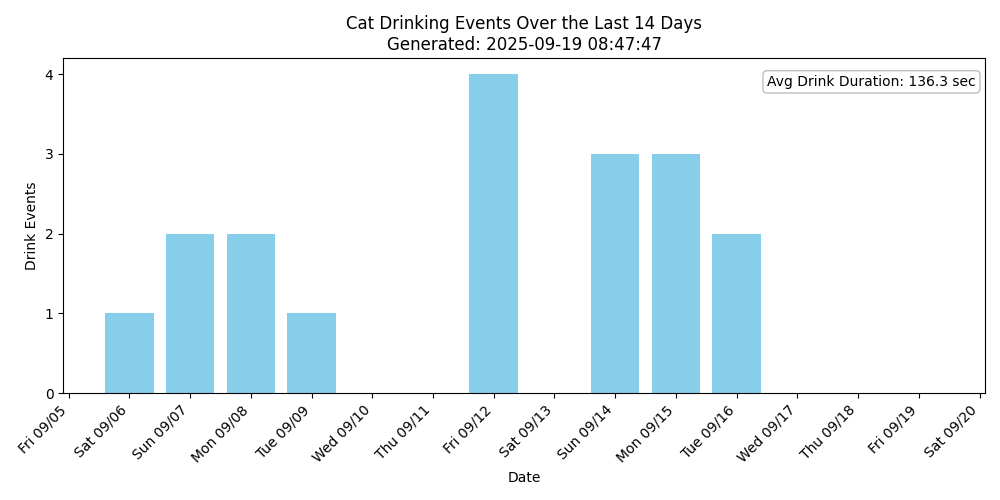 Cat Drinking Events Over the Last 14 Days
Generated: 2025-09-19 08:47:47
Avg Drink Duration: 136.3 sec
4
3
2
1
0
Drink Events
Fri 09/05
Sat 09/06
Sun 09/07
Mon 09/08
Tue 09/09
Wed 09/10
Thu 09/11
Fri 09/12
Sat 09/13
Sun 09/14
Mon 09/15
Tue 09/16
Wed 09/17
Thu 09/18
Fri 09/19
Sat 09/20
Date